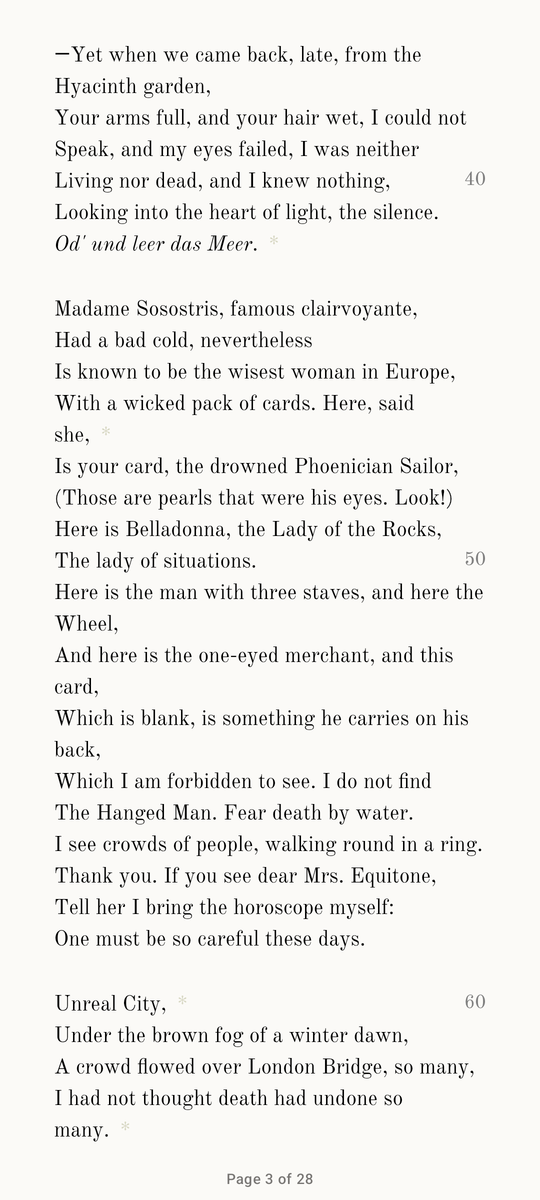 —Yet when we came back, late, from the
Hyacinth garden,
Your arms full, and your hair wet, I could not
Speak, and my eyes failed, I was neither
Living nor dead, and I knew nothing, 40
Looking into the heart of light, the silence.
Od' und leer das Meer. *
Madame Sosostris, famous clairvoyante,
Had a bad cold, nevertheless
Is known to be the wisest woman in Europe,
With a wicked pack of cards. Here, said
she, *
Is your card, the drowned Phoenician Sailor,
(Those are pearls that were his eyes. Look!)
Here is Belladonna, the Lady of the Rocks,
The lady of situations. 50
Here is the man with three staves, and here the
Wheel,
And here is the one-eyed merchant, and this
card,
Which is blank, is something he carries on his
back,
Which I am forbidden to see. I do not find
The Hanged Man. Fear death by water.
I see crowds of people, walking round in a ring.
Thank you. If you see dear Mrs. Equitone,
Tell her I bring the horoscope myself:
One must be so careful these days.
Unreal City, * 60
Under the brown fog of a winter dawn,
A crowd flowed over London Bridge, so many,
I had not thought death had undone so
many. *
Page 3 of 28